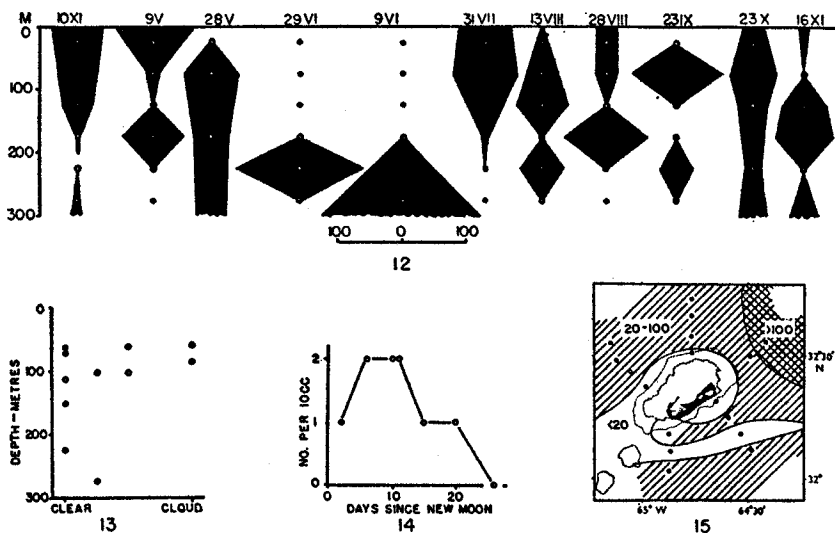 M 10XI 9V 28V 29VI 9VI 31VII 13VIII 28VIII 23IX 23X 16XI
0
100
200
300
100 0 100
12
0
100
200
300
DEPTH-METRES
CLEAR CLOUD
13
2
1
0
NO. PER 10CC
0 10 20
DAYS SINCE NEW MOON
14
20-100
>100
<20
32°30'
N
32°
65° W 64°30'
15